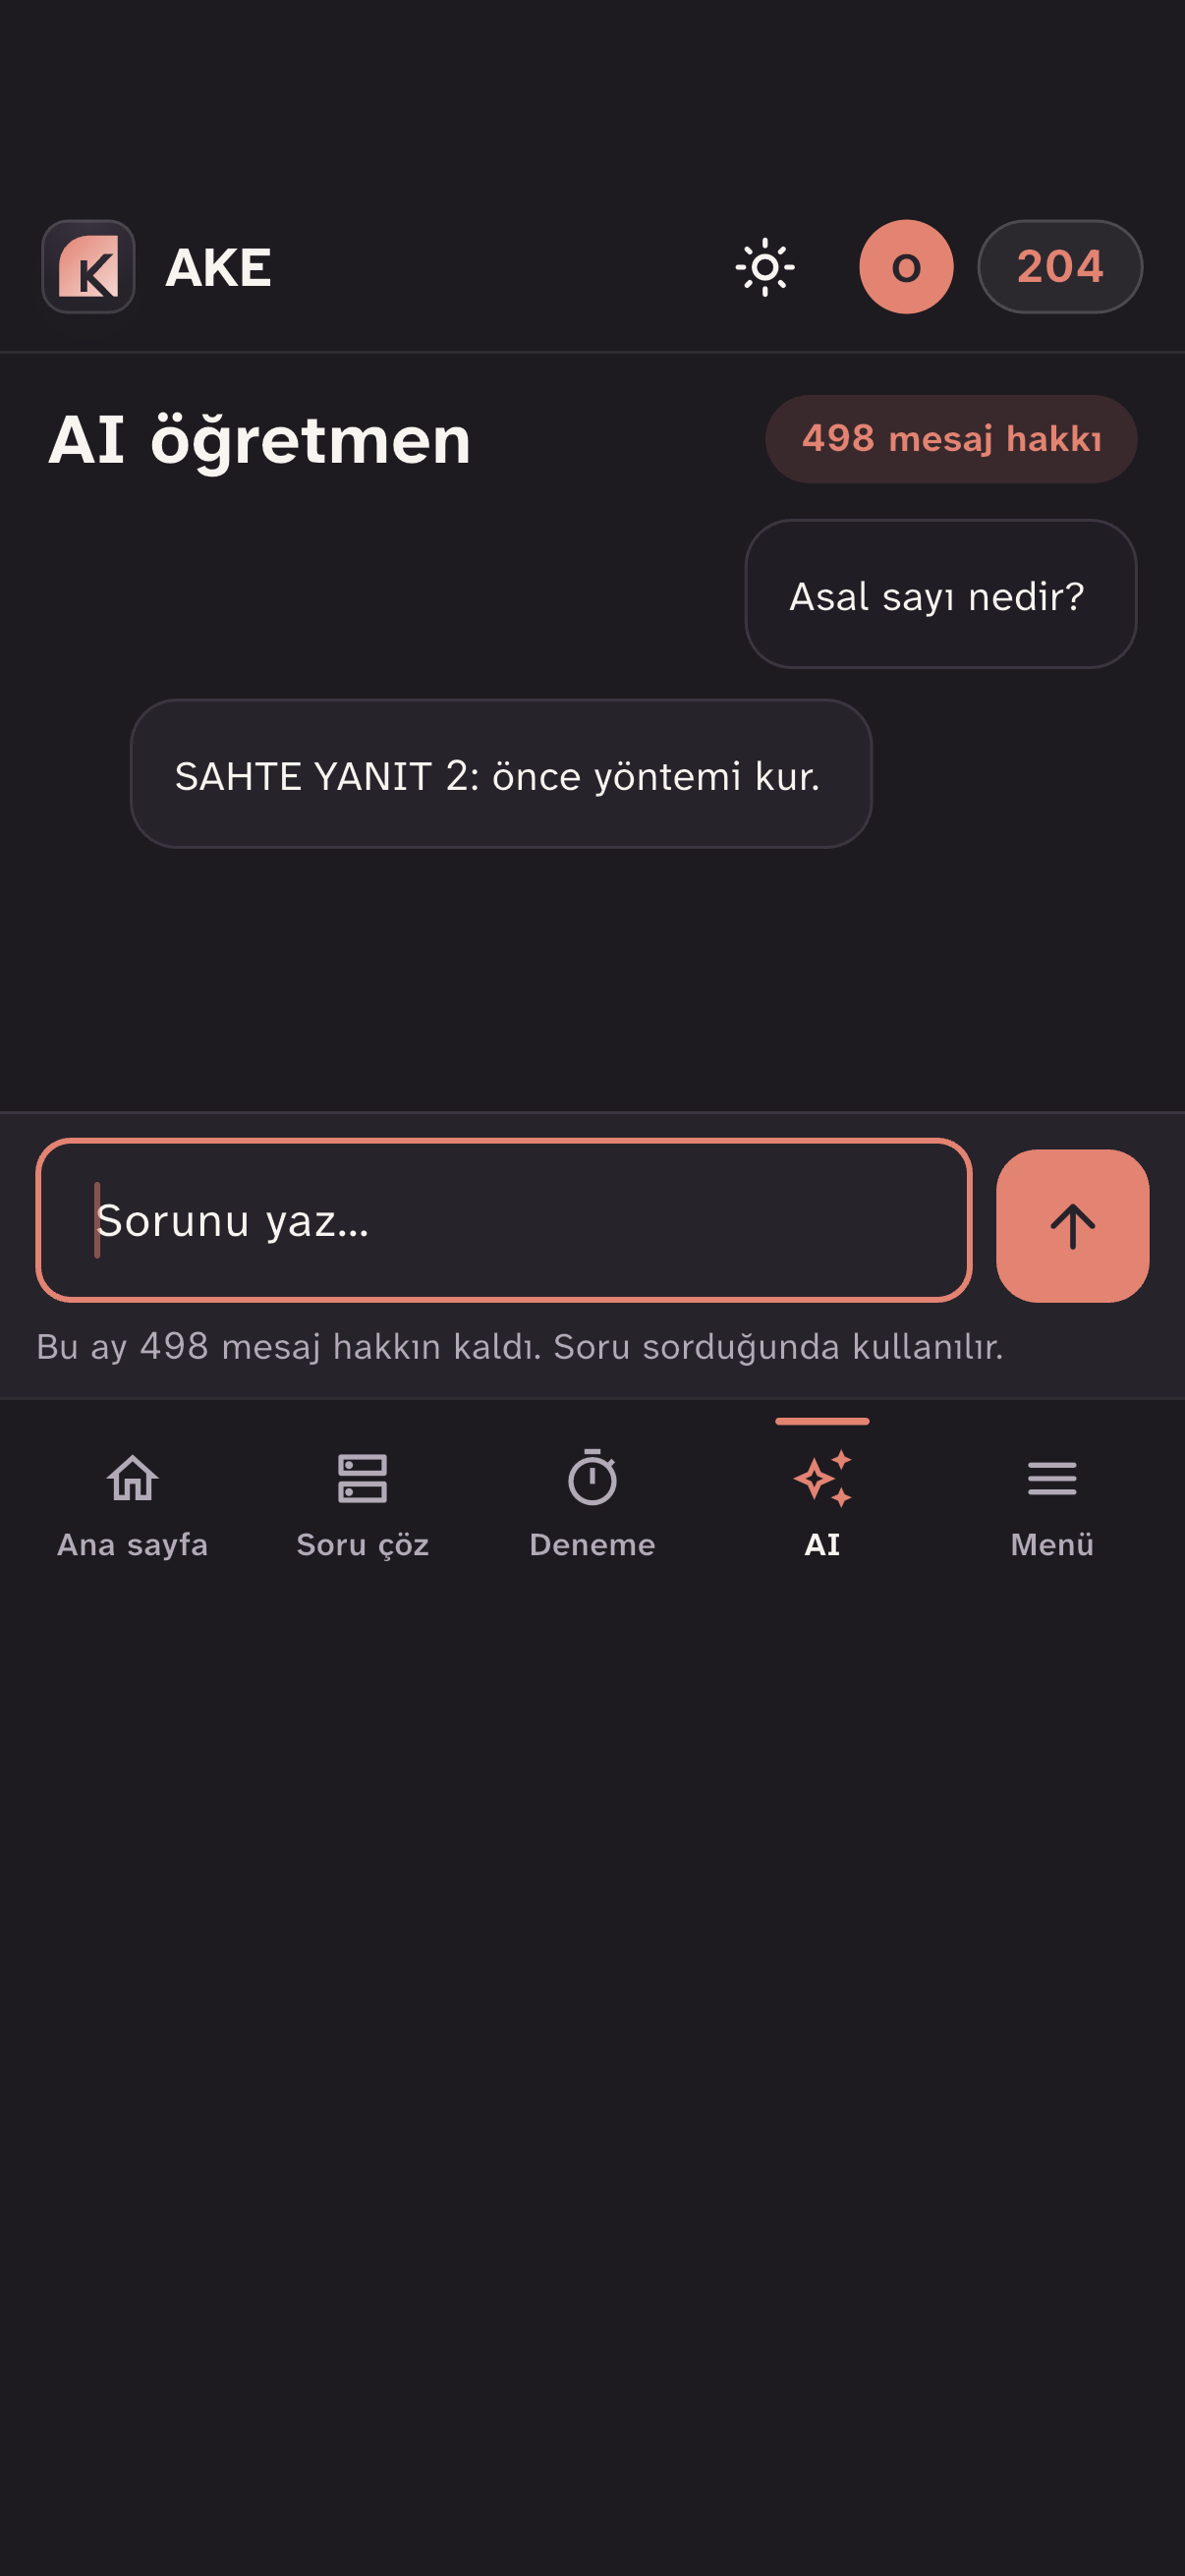 K AKE O 204
AI öğretmen 498 mesaj hakkı
Asal sayı nedir?
SAHTE YANIT 2: önce yöntemi kur.
Sorunu yaz...
Bu ay 498 mesaj hakkın kaldı. Soru sorduğunda kullanılır.
Ana sayfa Soru çöz Deneme AI Menü